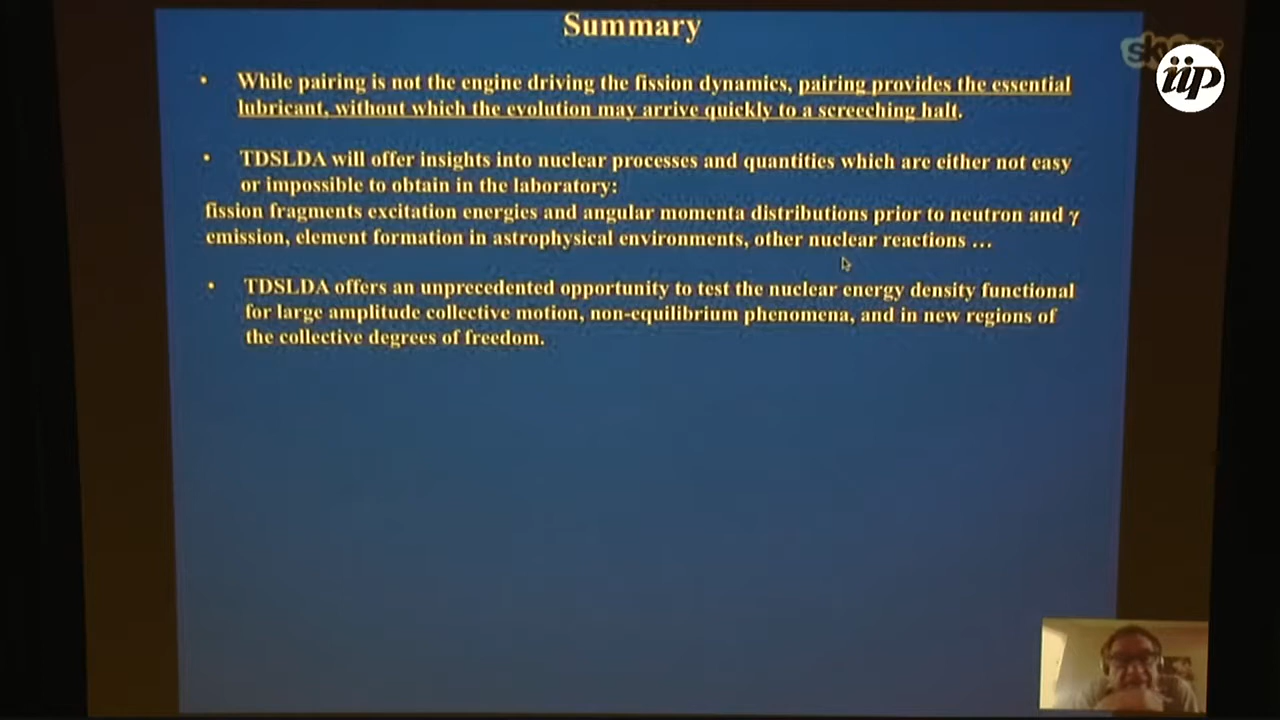 Summary
• While pairing is not the engine driving the fission dynamics, pairing provides the essential
lubricant, without which the evolution may arrive quickly to a screeching halt.
• TDSLDA will offer insights into nuclear processes and quantities which are either not easy
or impossible to obtain in the laboratory:
fission fragments excitation energies and angular momenta distributions prior to neutron and γ
emission, element formation in astrophysical environments, other nuclear reactions …
• TDSLDA offers an unprecedented opportunity to test the nuclear energy density functional
for large amplitude collective motion, non-equilibrium phenomena, and in new regions of
the collective degrees of freedom.
iip